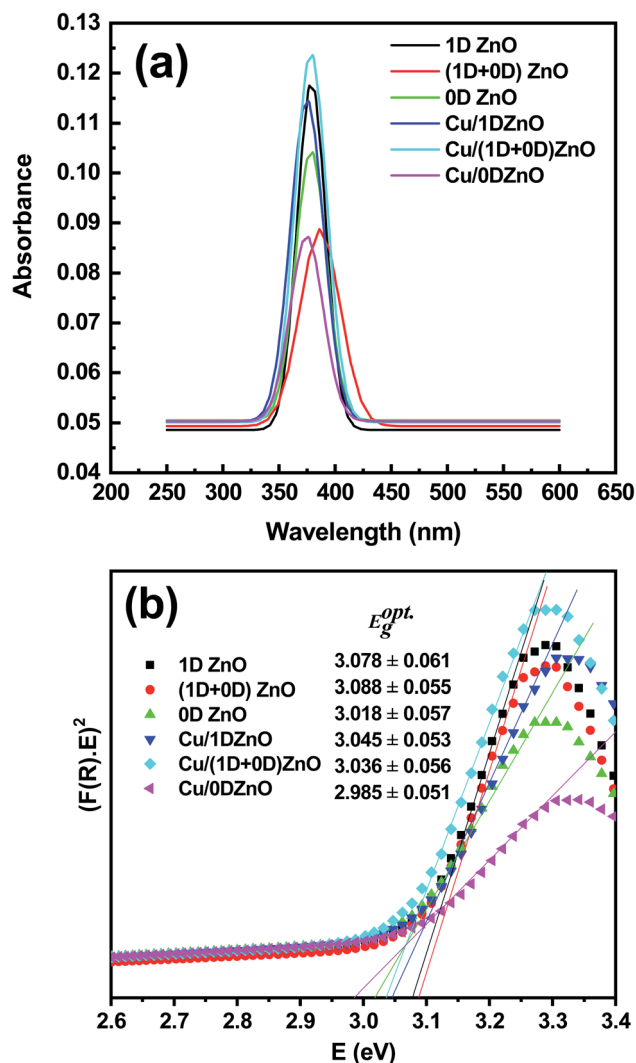 0.13
0.12
0.11
0.10
0.09
0.08
0.07
0.06
0.05
0.04
Absorbance
(a)
1D ZnO
(1D+0D) ZnO
0D ZnO
Cu/1DZnO
Cu/(1D+0D)ZnO
Cu/0DZnO
200 250 300 350 400 450 500 550 600 650
Wavelength (nm)
(b)
E_g^opt.
1D ZnO 3.078 ± 0.061
(1D+0D) ZnO 3.088 ± 0.055
0D ZnO 3.018 ± 0.057
Cu/1DZnO 3.045 ± 0.053
Cu/(1D+0D)ZnO 3.036 ± 0.056
Cu/0DZnO 2.985 ± 0.051
(F(R).E)²
2.6 2.7 2.8 2.9 3.0 3.1 3.2 3.3 3.4
E (eV)